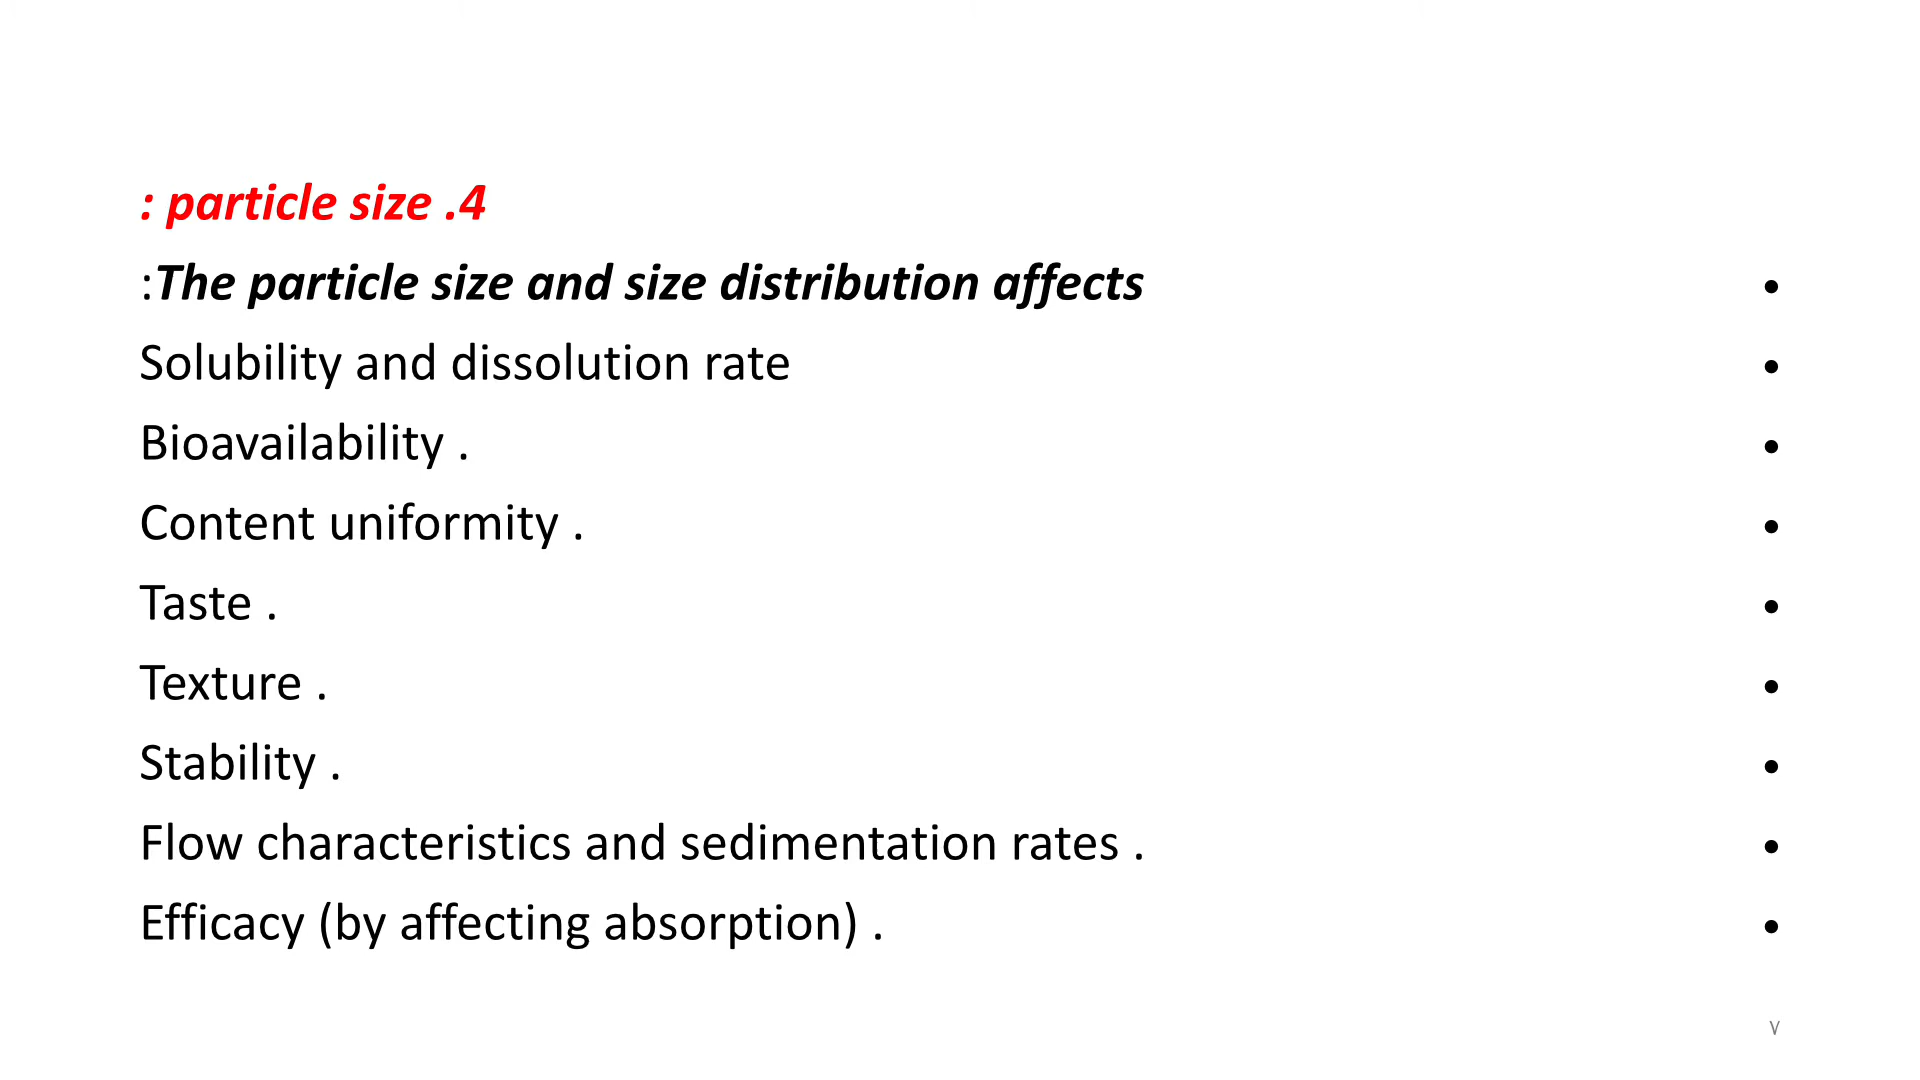 : particle size .4
:The particle size and size distribution affects •
Solubility and dissolution rate •
Bioavailability . •
Content uniformity . •
Taste . •
Texture . •
Stability . •
Flow characteristics and sedimentation rates . •
Efficacy (by affecting absorption) . •
٧